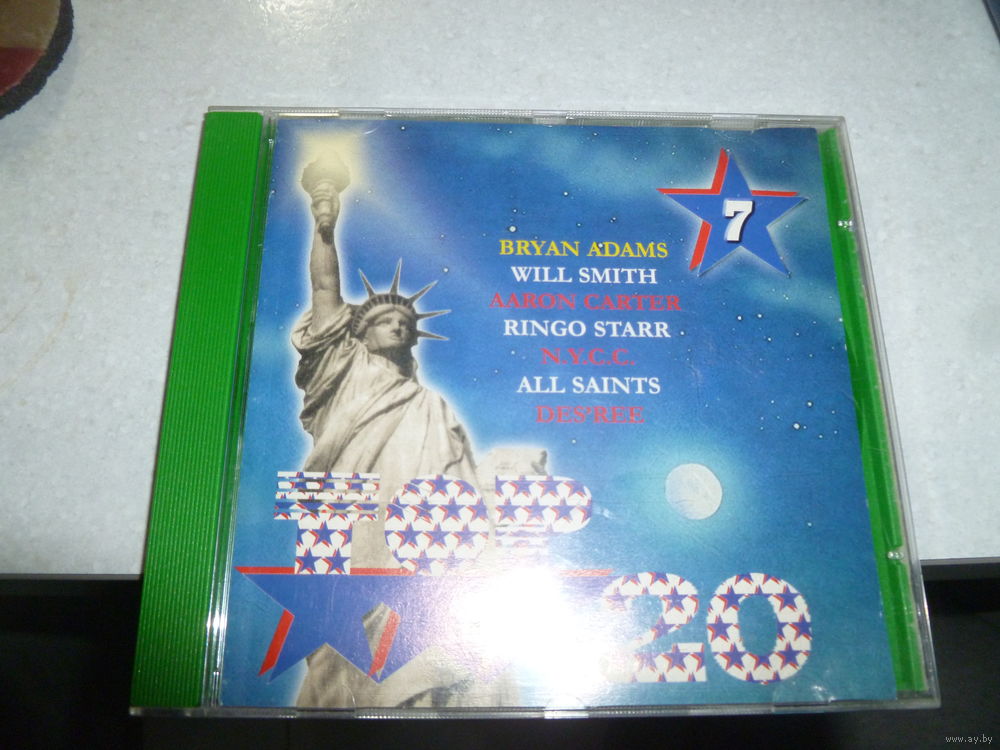 7
BRYAN ADAMS
WILL SMITH
AARON CARTER
RINGO STARR
N.Y.C.C.
ALL SAINTS
DES'REE
TOP
20
www.ay.by